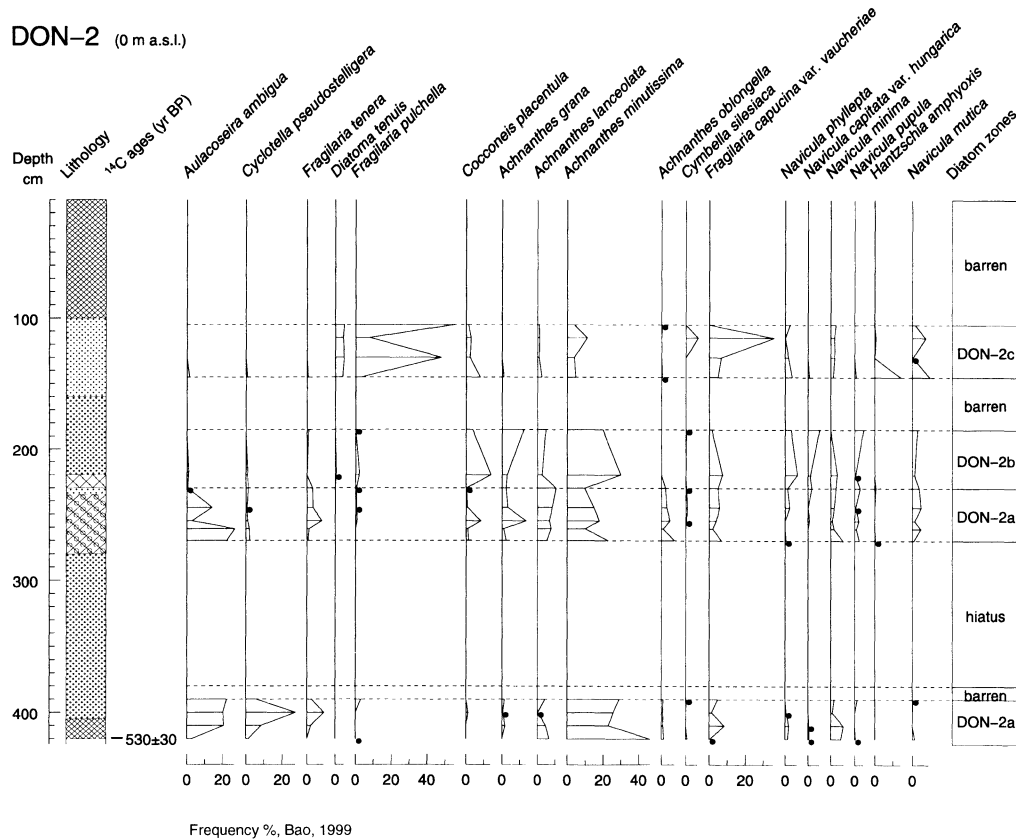 DON–2 (0 m a.s.l.)
Depth
cm
Lithology
¹⁴C ages (yr BP)
Aulacoseira ambigua
Cyclotella pseudostelligera
Fragilaria tenera
Diatoma tenuis
Fragilaria pulchella
Cocconeis placentula
Achnanthes grana
Achnanthes lanceolata
Achnanthes minutissima
Achnanthes oblongella
Cymbella silesiaca
Fragilaria capucina var. vaucheriae
Navicula phyllepta
Navicula capitata var. hungarica
Navicula minima
Navicula pupula
Hantzschia amphyoxis
Navicula mutica
Diatom zones
barren
100
DON–2c
barren
200
DON–2b
DON–2a
300
hiatus
barren
400
DON–2a
530±30
0 20 0 20 0 0 0 20 40 0 0 0 0 20 40 0 0 0 20 0 0 0 0 0 0
Frequency %, Bao, 1999